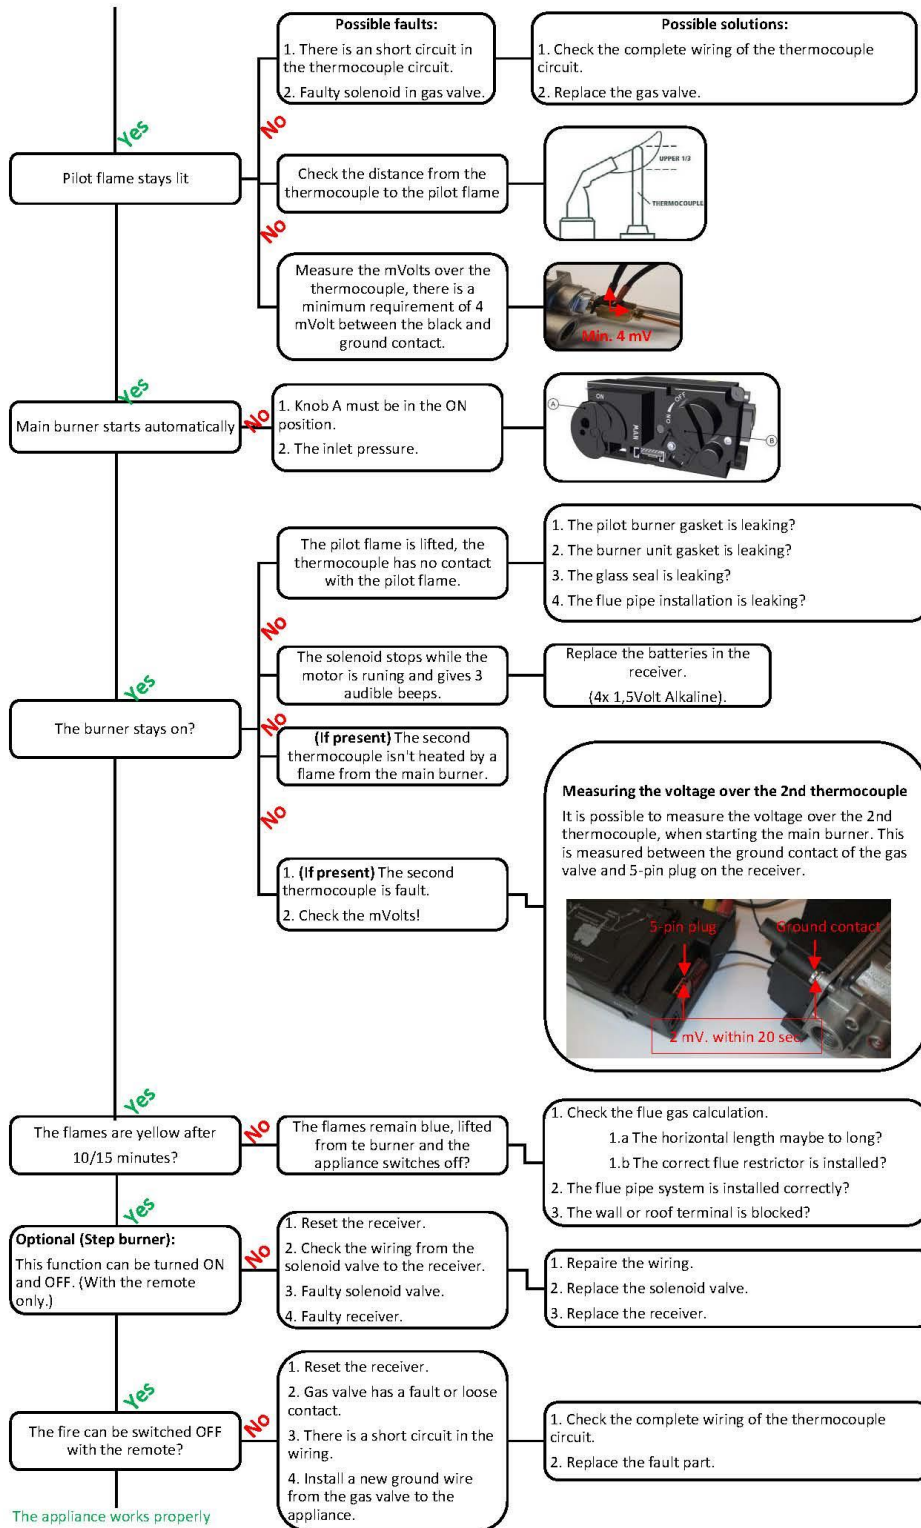 Possible faults:
1. There is an short circuit in
the thermocouple circuit.
2. Faulty solenoid in gas valve.
Possible solutions:
1. Check the complete wiring of the thermocouple
circuit.
2. Replace the gas valve.
Yes
No
Pilot flame stays lit
Check the distance from the
thermocouple to the pilot flame
UPPER 1/3
THERMOCOUPLE
No
Measure the mVolts over the
thermocouple, there is a
minimum requirement of 4
mVolt between the black and
ground contact.
Min. 4 mV
Yes
Main burner starts automatically
No
1. Knob A must be in the ON
position.
2. The inlet pressure.
A
ON
MAN
ON
OFF
B
The pilot flame is lifted, the
thermocouple has no contact
with the pilot flame.
1. The pilot burner gasket is leaking?
2. The burner unit gasket is leaking?
3. The glass seal is leaking?
4. The flue pipe installation is leaking?
No
Yes
The solenoid stops while the
motor is runing and gives 3
audible beeps.
Replace the batteries in the
receiver.
(4x 1,5Volt Alkaline).
The burner stays on?
No
(If present) The second
thermocouple isn't heated by a
flame from the main burner.
No
1. (If present) The second
thermocouple is fault.
2. Check the mVolts!
Measuring the voltage over the 2nd thermocouple
It is possible to measure the voltage over the 2nd
thermocouple, when starting the main burner. This
is measured between the ground contact of the gas
valve and 5-pin plug on the receiver.
5-pin plug
Ground contact
2 mV. within 20 sec
Yes
The flames are yellow after
10/15 minutes?
No
The flames remain blue, lifted
from te burner and the
appliance switches off?
1. Check the flue gas calculation.
1.a The horizontal length maybe to long?
1.b The correct flue restrictor is installed?
2. The flue pipe system is installed correctly?
3. The wall or roof terminal is blocked?
Yes
Optional (Step burner):
This function can be turned ON
and OFF. (With the remote
only.)
No
1. Reset the receiver.
2. Check the wiring from the
solenoid valve to the receiver.
3. Faulty solenoid valve.
4. Faulty receiver.
1. Repaire the wiring.
2. Replace the solenoid valve.
3. Replace the receiver.
Yes
The fire can be switched OFF
with the remote?
No
1. Reset the receiver.
2. Gas valve has a fault or loose
contact.
3. There is a short circuit in the
wiring.
4. Install a new ground wire
from the gas valve to the
appliance.
1. Check the complete wiring of the thermocouple
circuit.
2. Replace the fault part.
The appliance works properly